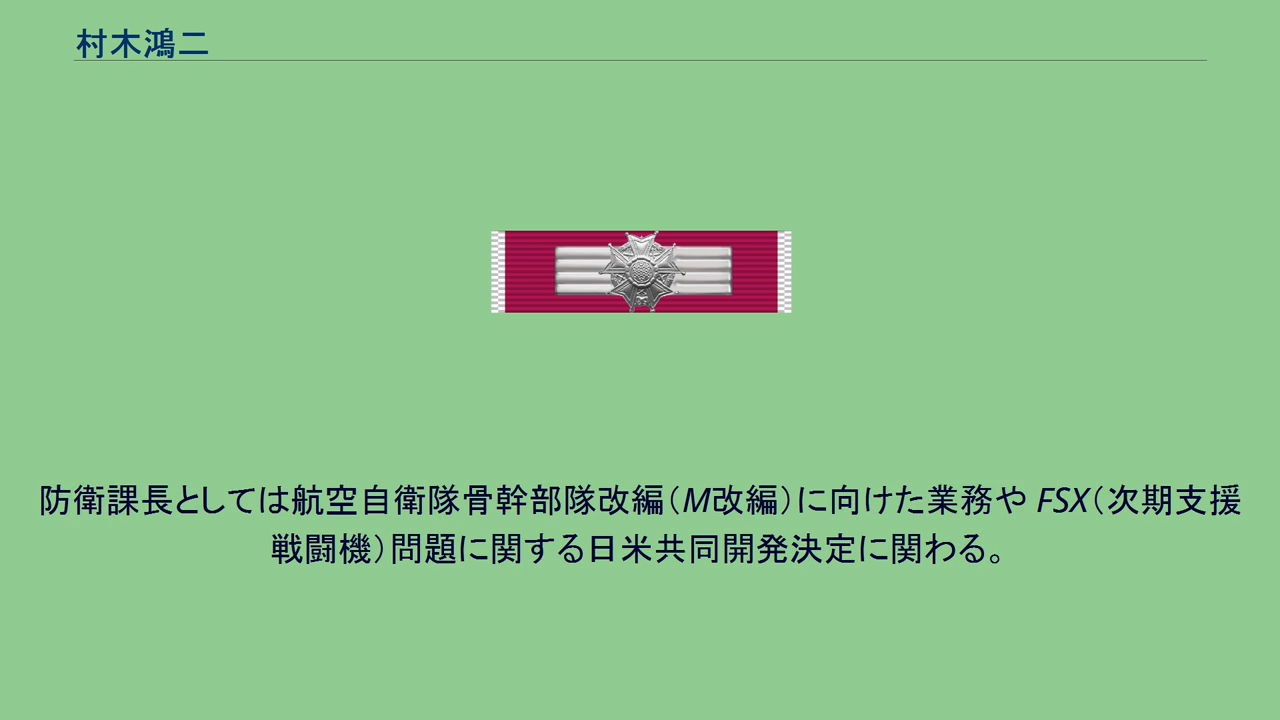 村木鴻二
防衛課長としては航空自衛隊骨幹部隊改編（M改編）に向けた業務や FSX（次期支援
戦闘機）問題に関する日米共同開発決定に関わる。